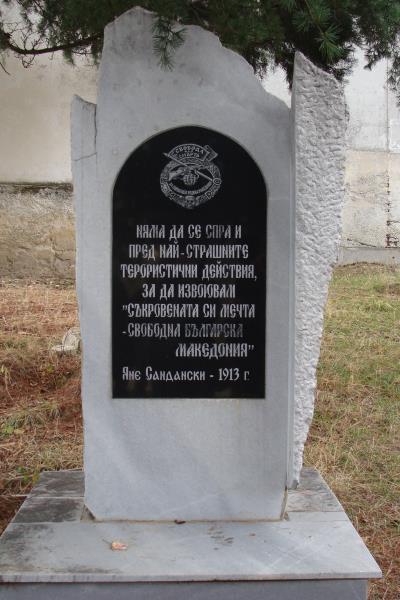 СВОБОДА
НЯМА ДА СЕ СПРА И
ПРЕД НАЙ-СТРАШНИТЕ
ТЕРОРИСТИЧНИ ДЕЙСТВИЯ,
ЗА ДА ИЗВОЮВАМ
"СЪКРОВЕНАТА СИ МЕЧТА
-СВОБОДНА БЪЛГАРСКА
МАКЕДОНИЯ"
Яне Сандански - 1913 г.